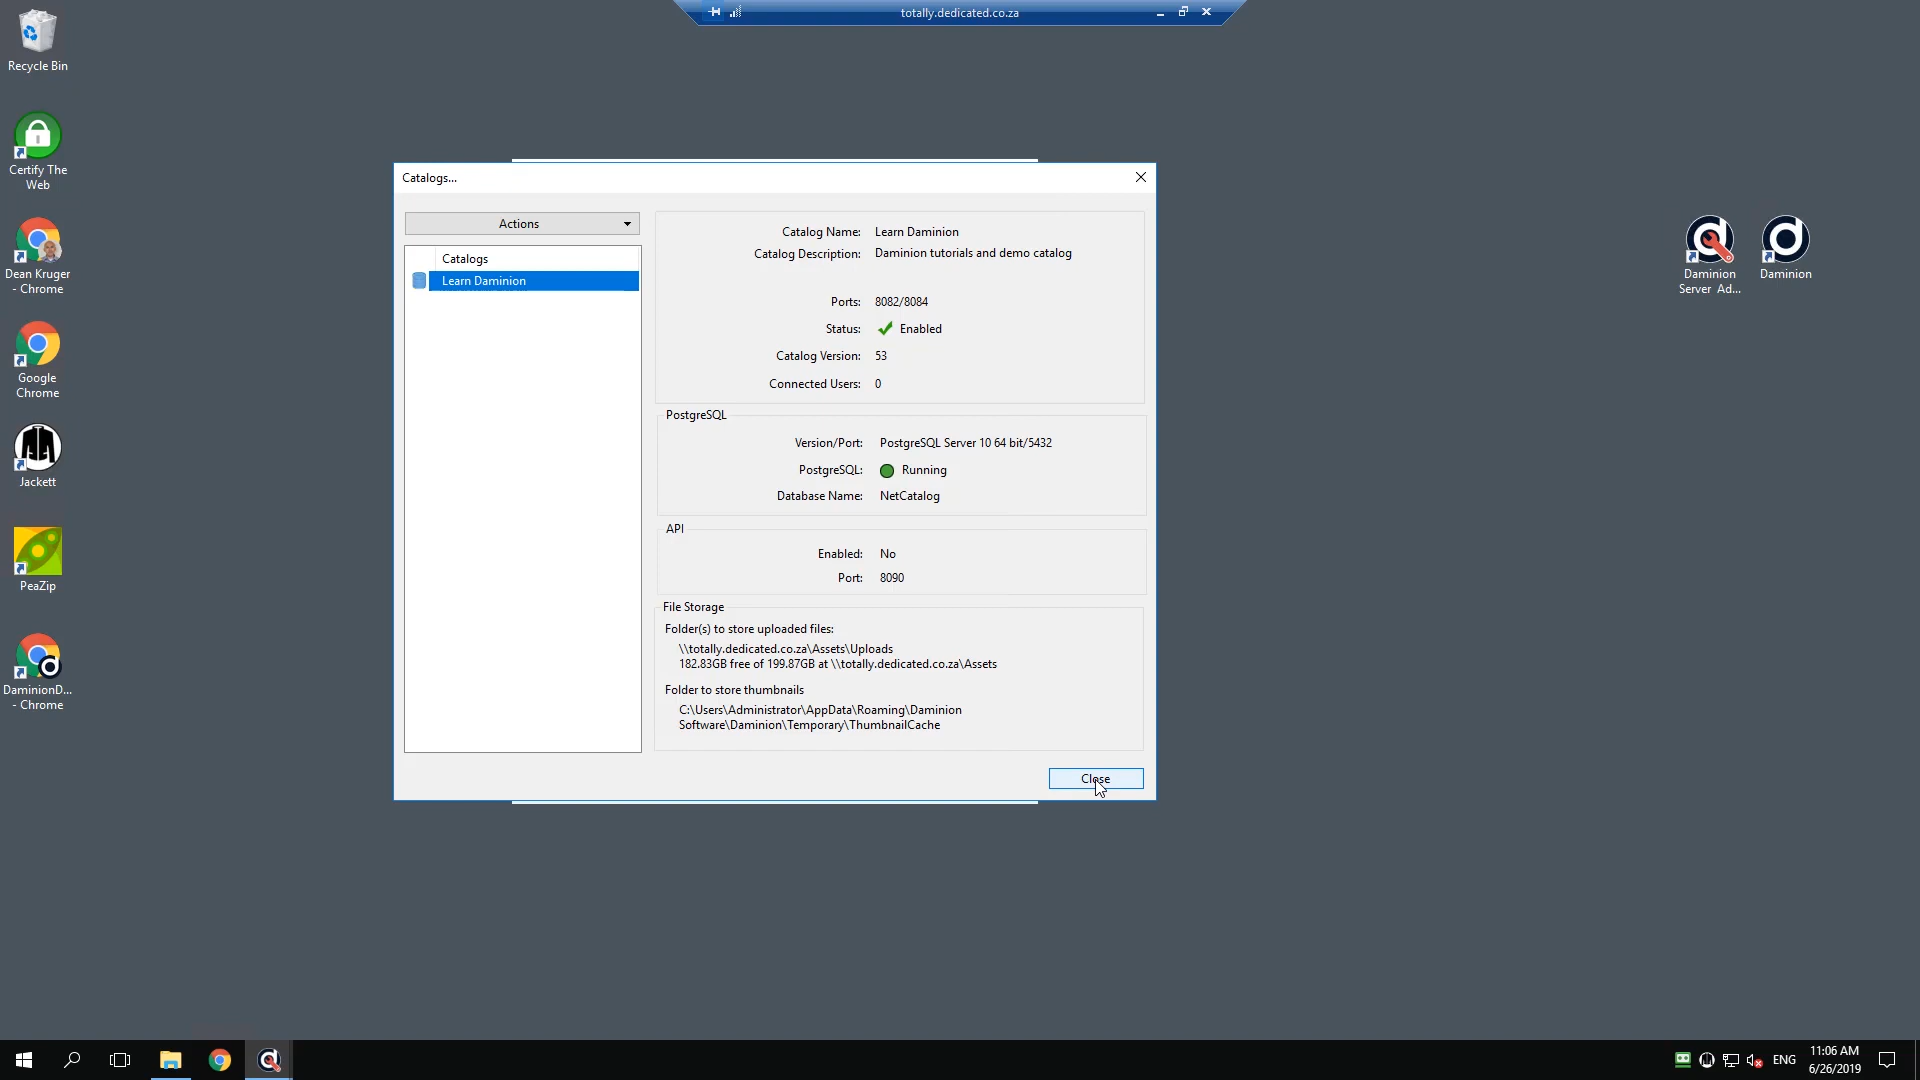 totally.dedicated.co.za
Recycle Bin
Certify The
Web
Dean Kruger
- Chrome
Google
Chrome
Jackett
PeaZip
DaminionD...
- Chrome
Daminion
Server Ad...
Daminion
Catalogs...
Actions
Catalogs
Learn Daminion
Catalog Name: Learn Daminion
Catalog Description: Daminion tutorials and demo catalog
Ports: 8082/8084
Status: Enabled
Catalog Version: 53
Connected Users: 0
PostgreSQL
Version/Port: PostgreSQL Server 10 64 bit/5432
PostgreSQL: Running
Database Name: NetCatalog
API
Enabled: No
Port: 8090
File Storage
Folder(s) to store uploaded files:
\\totally.dedicated.co.za\Assets\Uploads
182.83GB free of 199.87GB at \\totally.dedicated.co.za\Assets
Folder to store thumbnails
C:\Users\Administrator\AppData\Roaming\Daminion
Software\Daminion\Temporary\ThumbnailCache
Close
ENG
11:06 AM
6/26/2019